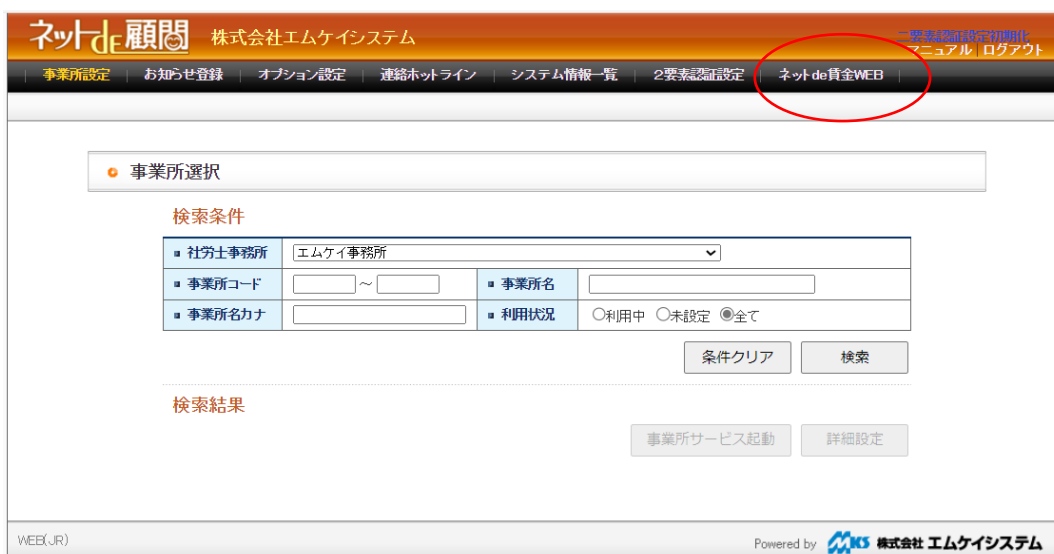 ネットde顧問 株式会社エムケイシステム
二要素認証設定初期化
マニュアル | ログアウト
事業所設定 | お知らせ登録 | オプション設定 | 連絡ホットライン | システム情報一覧 | 2要素認証設定 | ネットde賃金WEB
事業所選択
検索条件
社労士事務所 エムケイ事務所
事業所コード ～ 事業所名
事業所名カナ 利用状況 利用中 未設定 全て
条件クリア 検索
検索結果
事業所サービス起動 詳細設定
WEB(JR) Powered by MKS 株式会社 エムケイシステム